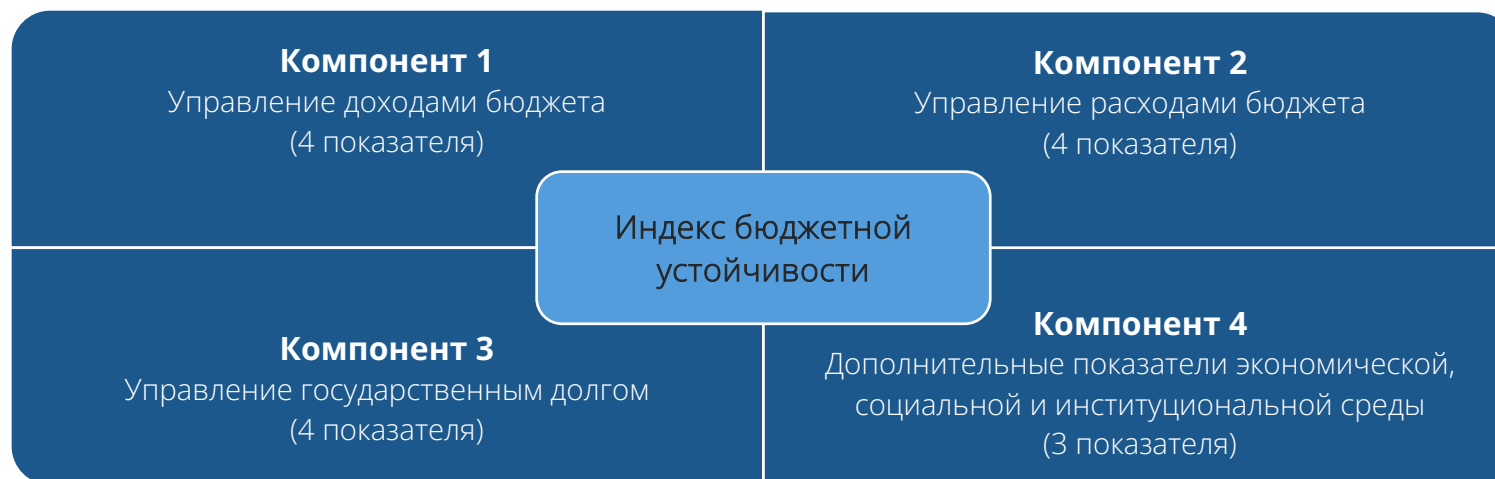 Компонент 1
Управление доходами бюджета
(4 показателя)
Компонент 2
Управление расходами бюджета
(4 показателя)
Индекс бюджетной
устойчивости
Компонент 3
Управление государственным долгом
(4 показателя)
Компонент 4
Дополнительные показатели экономической,
социальной и институциональной среды
(3 показателя)